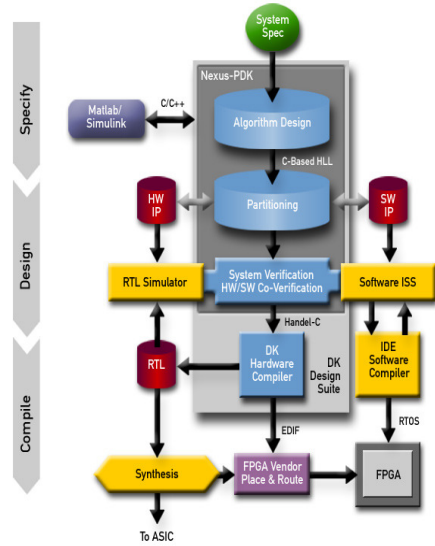 System
Spec
Specify
Nexus-PDK
Matlab/
Simulink
C/C++
Algorithm Design
C-Based HLL
HW
IP
Partitioning
SW
IP
Design
RTL Simulator
System Verification
HW/SW Co-Verification
Software ISS
Handel-C
RTL
DK
Hardware
Compiler
DK
Design
Suite
IDE
Software
Compiler
Compile
EDIF
RTOS
Synthesis
FPGA Vendor
Place & Route
FPGA
To ASIC